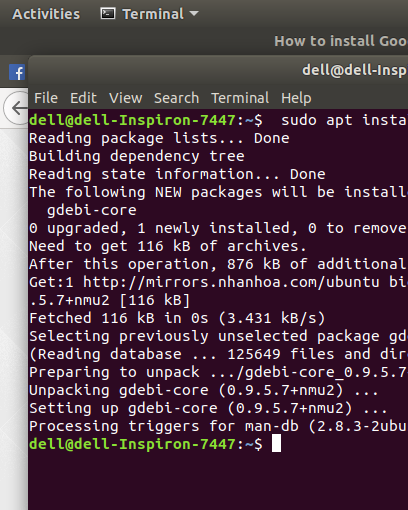 Activities Terminal
How to install Goo
dell@dell-Insp
File Edit View Search Terminal Help
dell@dell-Inspiron-7447:~$  sudo apt insta
Reading package lists... Done
Building dependency tree
Reading state information... Done
The following NEW packages will be installe
  gdebi-core
0 upgraded, 1 newly installed, 0 to remove
Need to get 116 kB of archives.
After this operation, 876 kB of additional
Get:1 http://mirrors.nhanhoa.com/ubuntu bio
.5.7+nmu2 [116 kB]
Fetched 116 kB in 0s (3.431 kB/s)
Selecting previously unselected package gde
(Reading database ... 125649 files and dire
Preparing to unpack .../gdebi-core_0.9.5.7
Unpacking gdebi-core (0.9.5.7+nmu2) ...
Setting up gdebi-core (0.9.5.7+nmu2) ...
Processing triggers for man-db (2.8.3-2ubu
dell@dell-Inspiron-7447:~$